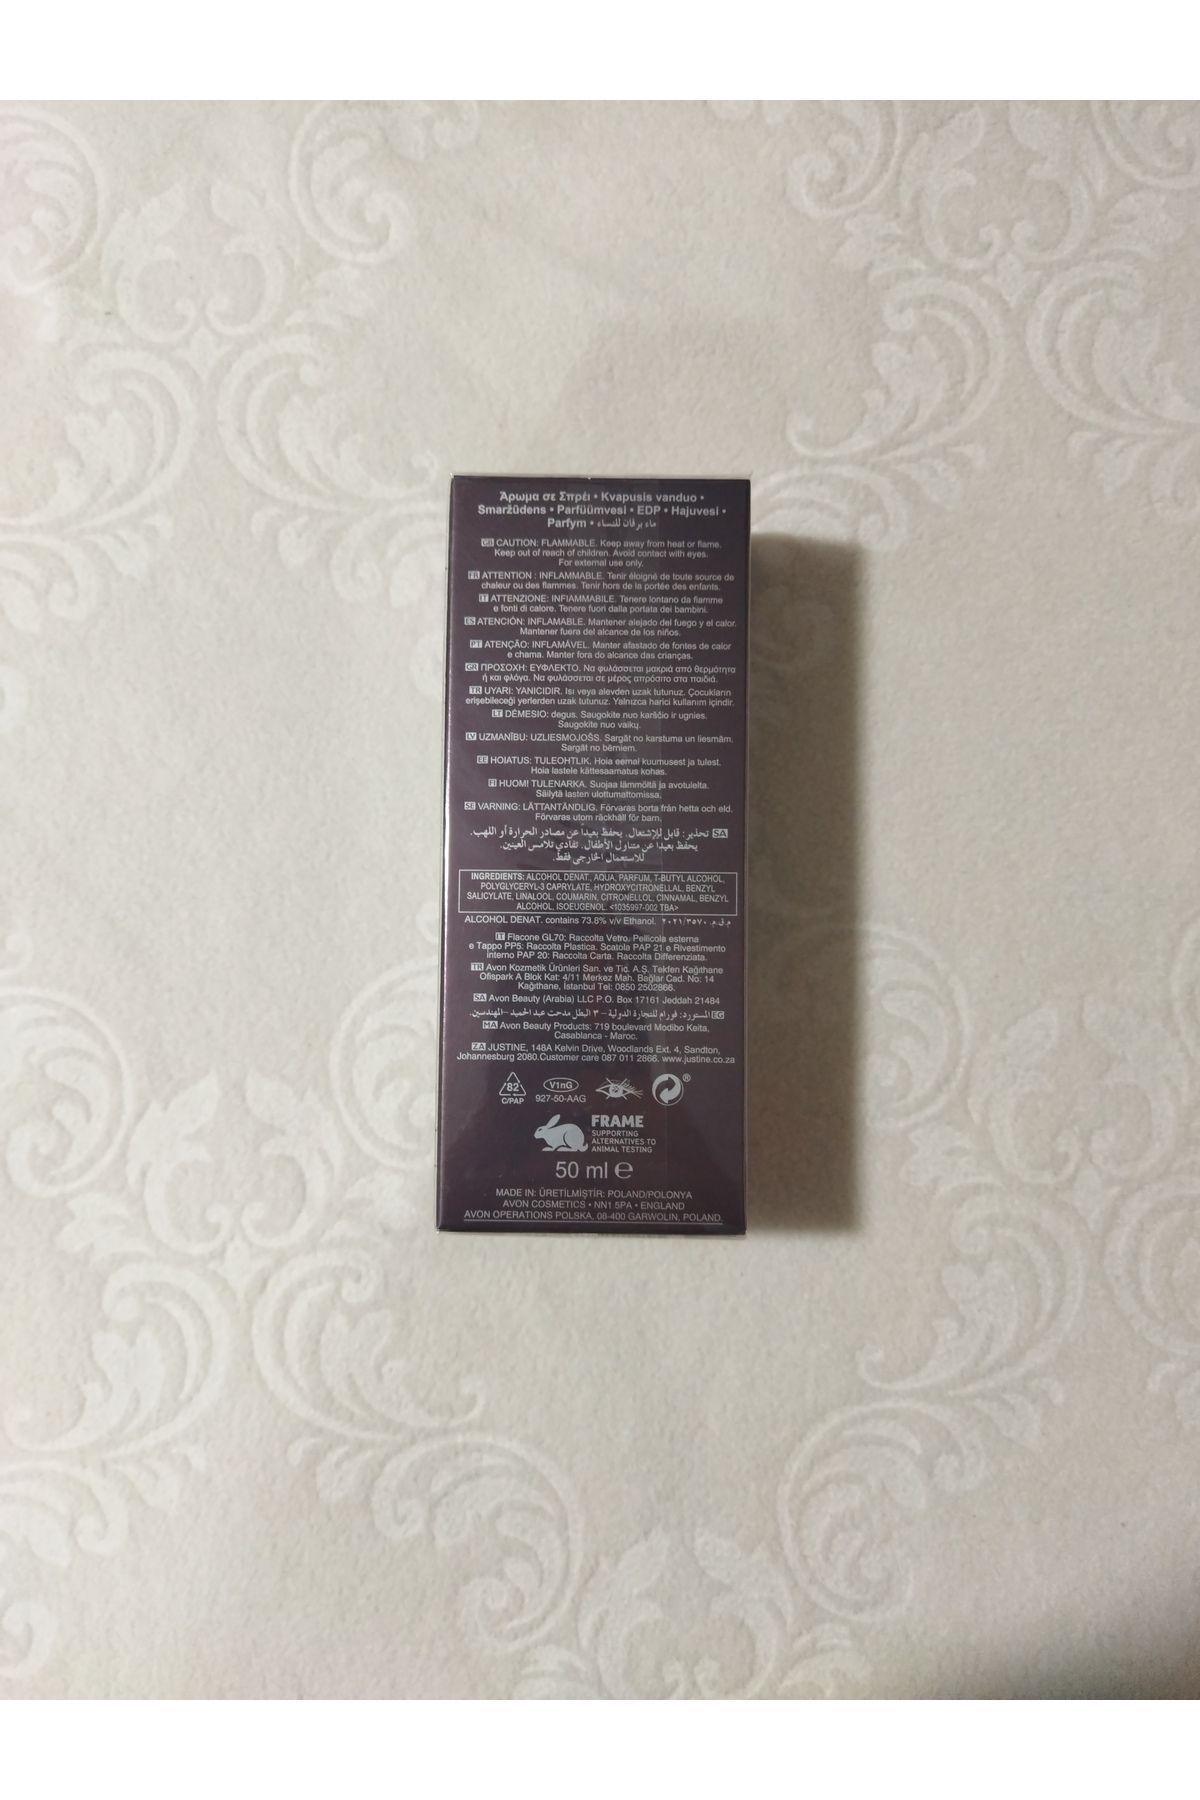 Άρωμα σε Σπρέι • Kvapusis vanduo •
Smaržūdens • Parfüümvesi • EDP • Hajuvesi •
Parfym • ماء برفان للنساء
GB CAUTION: FLAMMABLE. Keep away from heat or flame.
Keep out of reach of children. Avoid contact with eyes.
For external use only.
FR ATTENTION : INFLAMMABLE. Tenir éloigné de toute source de
chaleur ou des flammes. Tenir hors de la portée des enfants.
IT ATTENZIONE: INFIAMMABILE. Tenere lontano da fiamme
e fonti di calore. Tenere fuori dalla portata dei bambini.
ES ATENCIÓN: INFLAMABLE. Mantener alejado del fuego y el calor.
Mantener fuera del alcance de los niños.
PT ATENÇÃO: INFLAMÁVEL. Manter afastado de fontes de calor
e chama. Manter fora do alcance das crianças.
GR ΠΡΟΣΟΧΗ: ΕΥΦΛΕΚΤΟ. Να φυλάσσεται μακριά από θερμότητα
ή και φλόγα. Να φυλάσσεται σε μέρος απρόσιτο στα παιδιά.
TR UYARI: YANICIDIR. Isı veya alevden uzak tutunuz. Çocukların
erişebileceği yerlerden uzak tutunuz. Yalnızca harici kullanım içindir.
LT DĖMESIO: degus. Saugokite nuo karščio ir ugnies.
Saugokite nuo vaikų.
LV UZMANĪBU: UZLIESMOJOŠS. Sargāt no karstuma un liesmām.
Sargāt no bērniem.
EE HOIATUS: TULEOHTLIK. Hoia eemal kuumusest ja tulest.
Hoia lastele kättesaamatus kohas.
FI HUOM! TULENARKA. Suojaa lämmöltä ja avotulelta.
Säilytä lasten ulottumattomissa.
SE VARNING: LÄTTANTÄNDLIG. Förvaras borta från hetta och eld.
Förvaras utom räckhåll för barn.
SA تحذير: قابل للإشتعال. يحفظ بعيداً عن مصادر الحرارة أو اللهب.
يحفظ بعيداً عن متناول الأطفال. تفادي تلامس العينين.
للاستعمال الخارجي فقط.
INGREDIENTS: ALCOHOL DENAT., AQUA, PARFUM, T-BUTYL ALCOHOL,
POLYGLYCERYL-3 CAPRYLATE, HYDROXYCITRONELLAL, BENZYL
SALICYLATE, LINALOOL, COUMARIN, CITRONELLOL, CINNAMAL, BENZYL
ALCOHOL, ISOEUGENOL. <1035997-002 TBA>
ALCOHOL DENAT. contains 73.8% v/v Ethanol. م.ق.م. ٢٠٢١/٣٥٧٠
IT Flacone GL70: Raccolta Vetro. Pellicola esterna
e Tappo PP5: Raccolta Plastica. Scatola PAP 21 e Rivestimento
interno PAP 20: Raccolta Carta. Raccolta Differenziata.
TR Avon Kozmetik Ürünleri San. ve Tic. A.Ş. Tekfen Kağıthane
Ofispark A Blok Kat: 4/11 Merkez Mah. Bağlar Cad. No: 14
Kağıthane, İstanbul Tel: 0850 2502866.
SA Avon Beauty (Arabia) LLC P.O. Box 17161 Jeddah 21484
EG المستورد: فورام للتجارة الدولية – ٣ البطل مدحت عبد الحميد –المهندسين.
MA Avon Beauty Products: 719 boulevard Modibo Keita,
Casablanca - Maroc.
ZA JUSTINE, 148A Kelvin Drive, Woodlands Ext. 4, Sandton,
Johannesburg 2080.Customer care 087 011 2866. www.justine.co.za
82 V1nG ®
C/PAP 927-50-AAG
FRAME
SUPPORTING
ALTERNATIVES TO
ANIMAL TESTING
50 ml ℮
MADE IN: ÜRETİLMİŞTİR: POLAND/POLONYA
AVON COSMETICS • NN1 5PA • ENGLAND
AVON OPERATIONS POLSKA, 08-400 GARWOLIN, POLAND.